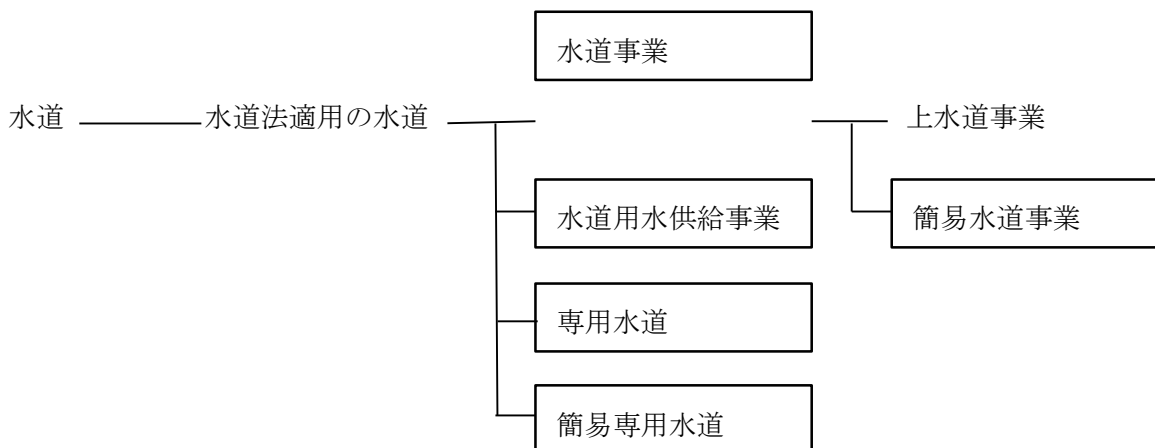 水道事業
水道 水道法適用の水道 上水道事業
水道用水供給事業 簡易水道事業
専用水道
簡易専用水道